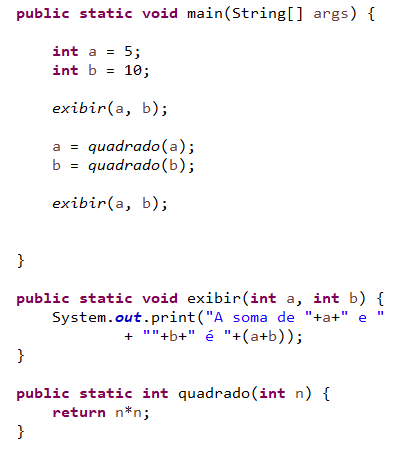 public static void main(String[] args) {
int a = 5;
int b = 10;
exibir(a, b);
a = quadrado(a);
b = quadrado(b);
exibir(a, b);
}
public static void exibir(int a, int b) {
System.out.print("A soma de "+a+" e "
+ ""+b+" é "+(a+b));
}
public static int quadrado(int n) {
return n*n;
}